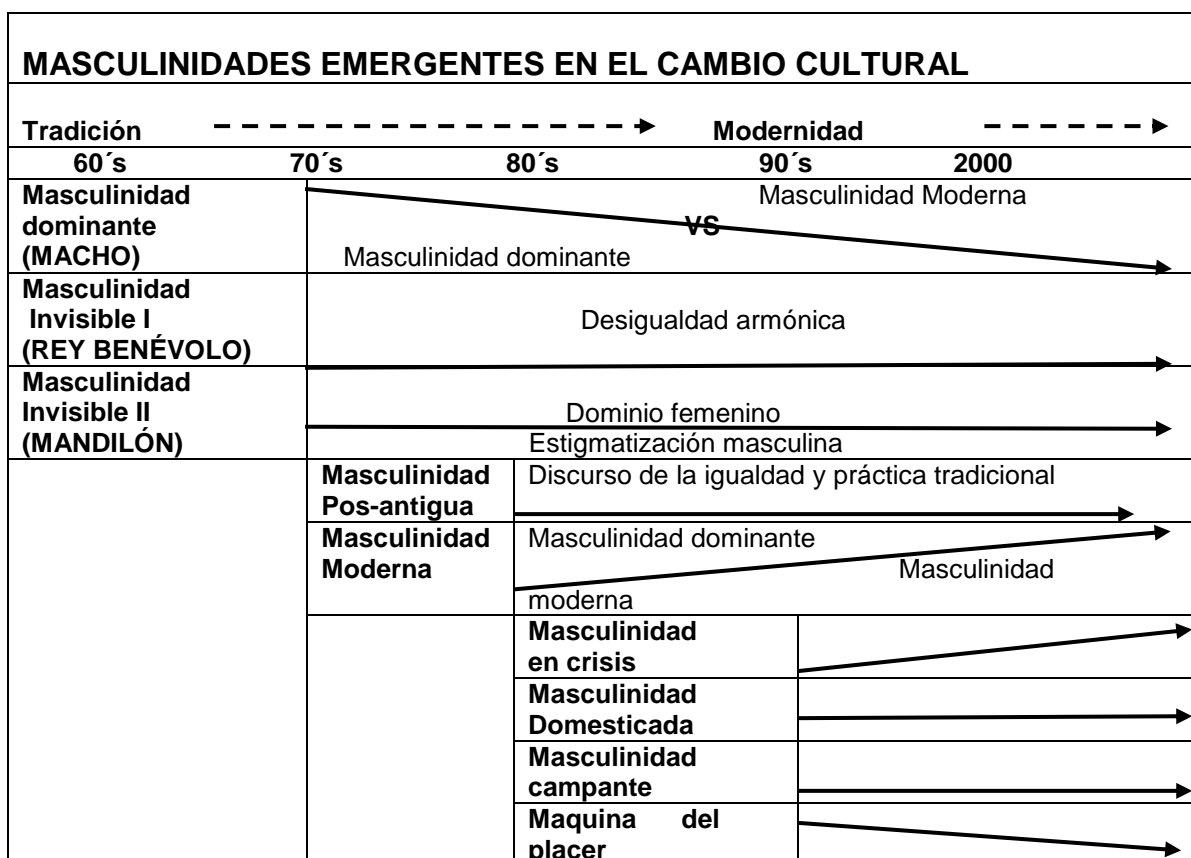 MASCULINIDADES EMERGENTES EN EL CAMBIO CULTURAL
Tradición Modernidad
60´s 70´s 80´s 90´s 2000
Masculinidad
dominante
(MACHO)
Masculinidad Moderna
VS
Masculinidad dominante
Masculinidad
Invisible I
(REY BENÉVOLO)
Desigualdad armónica
Masculinidad
Invisible II
(MANDILÓN)
Dominio femenino
Estigmatización masculina
Masculinidad
Pos-antigua
Discurso de la igualdad y práctica tradicional
Masculinidad
Moderna
Masculinidad dominante
Masculinidad
moderna
Masculinidad
en crisis
Masculinidad
Domesticada
Masculinidad
campante
Maquina del
placer